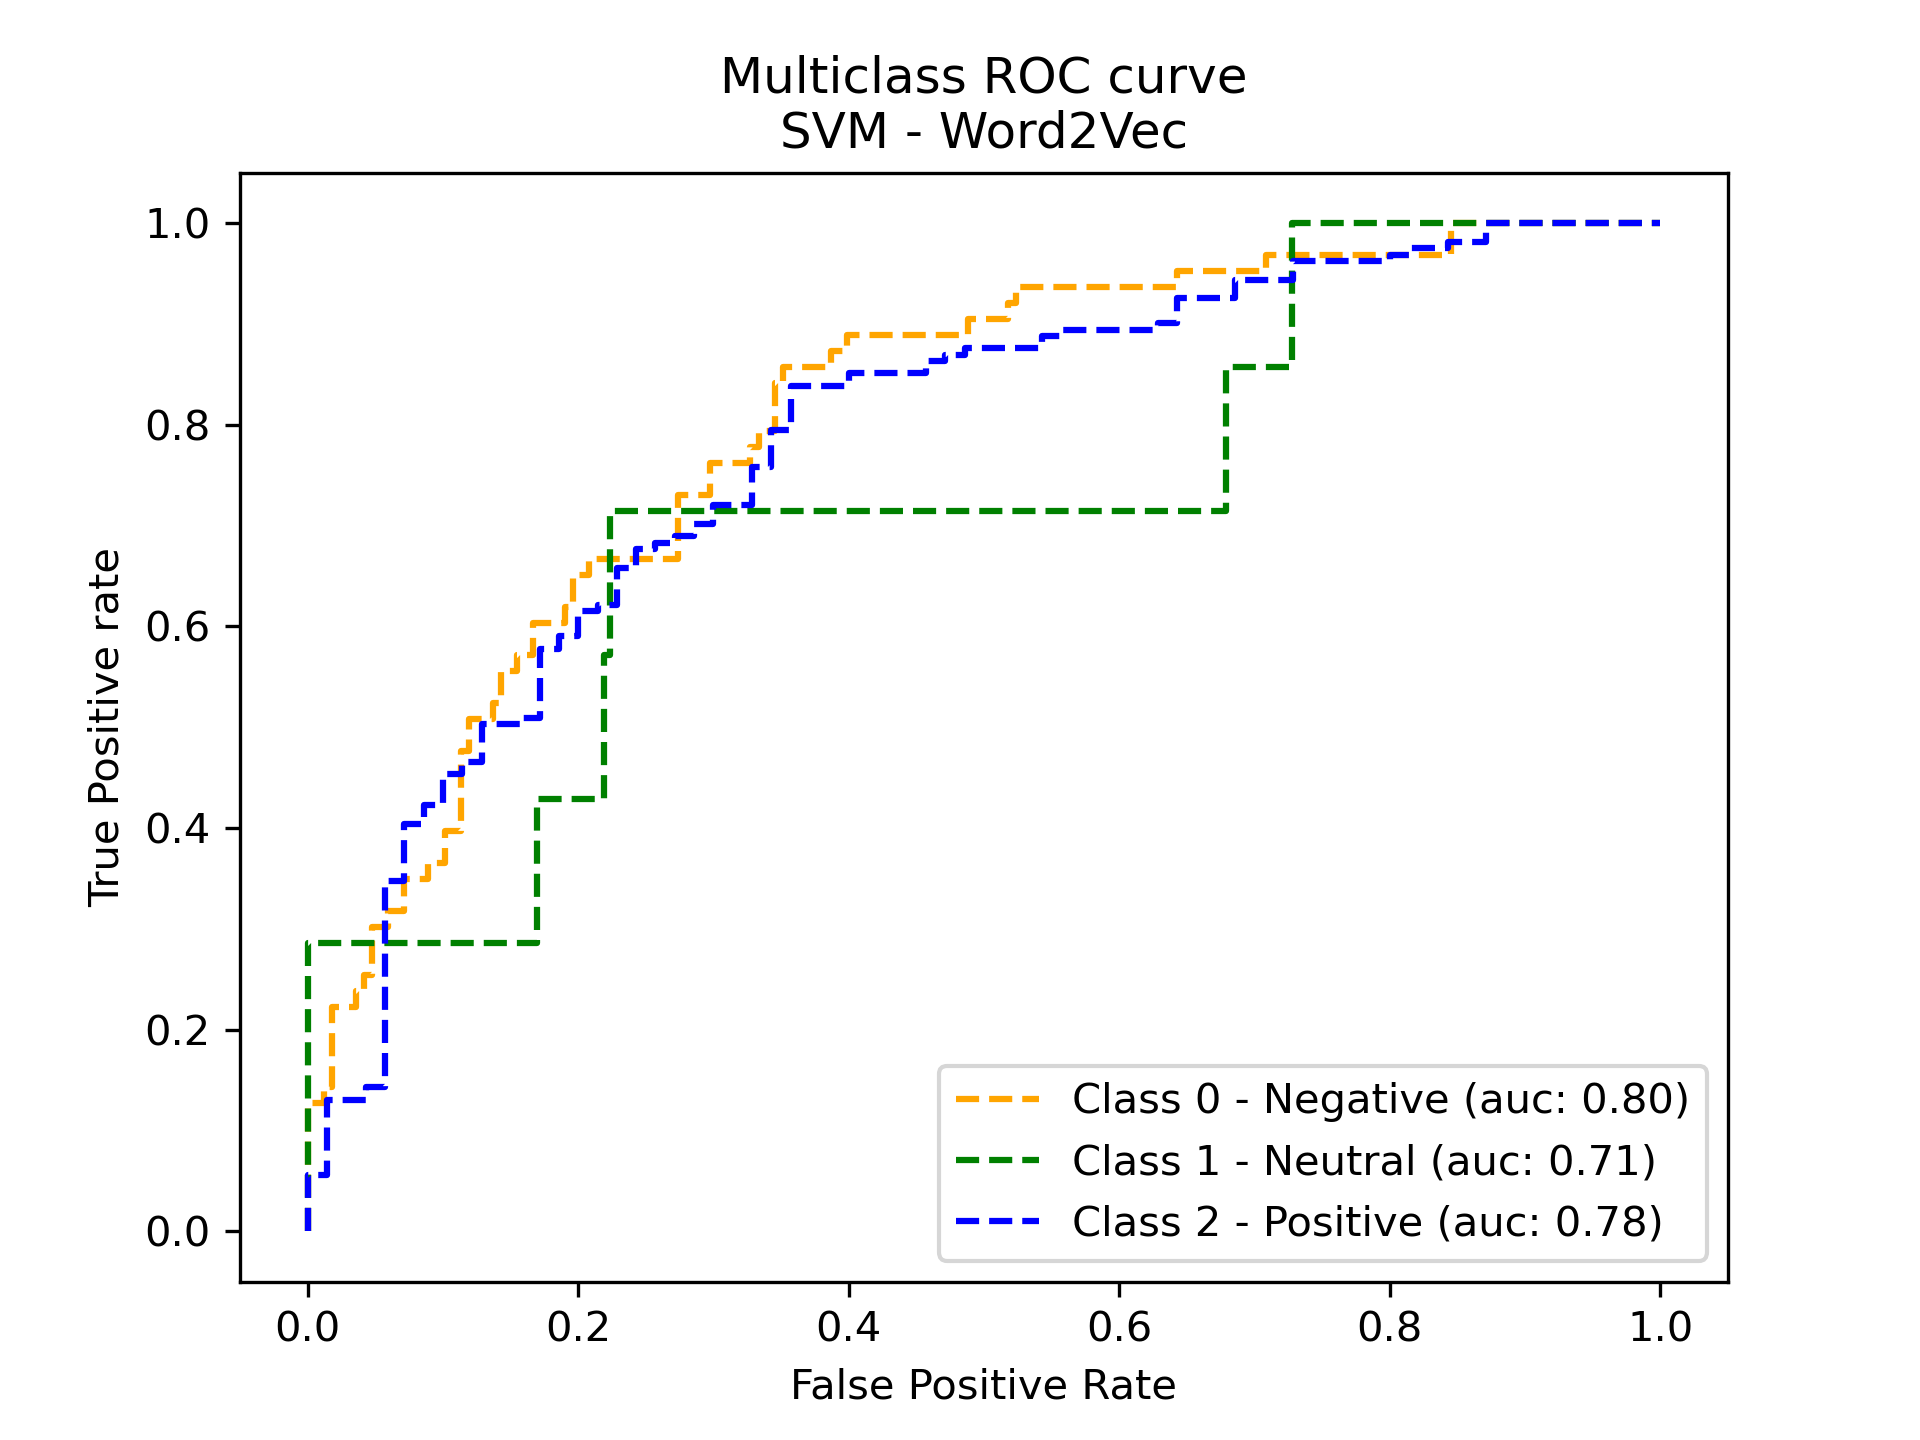 Multiclass ROC curve
SVM - Word2Vec
True Positive rate
1.0
0.8
0.6
0.4
0.2
0.0
Class 0 - Negative (auc: 0.80)
Class 1 - Neutral (auc: 0.71)
Class 2 - Positive (auc: 0.78)
0.0 0.2 0.4 0.6 0.8 1.0
False Positive Rate